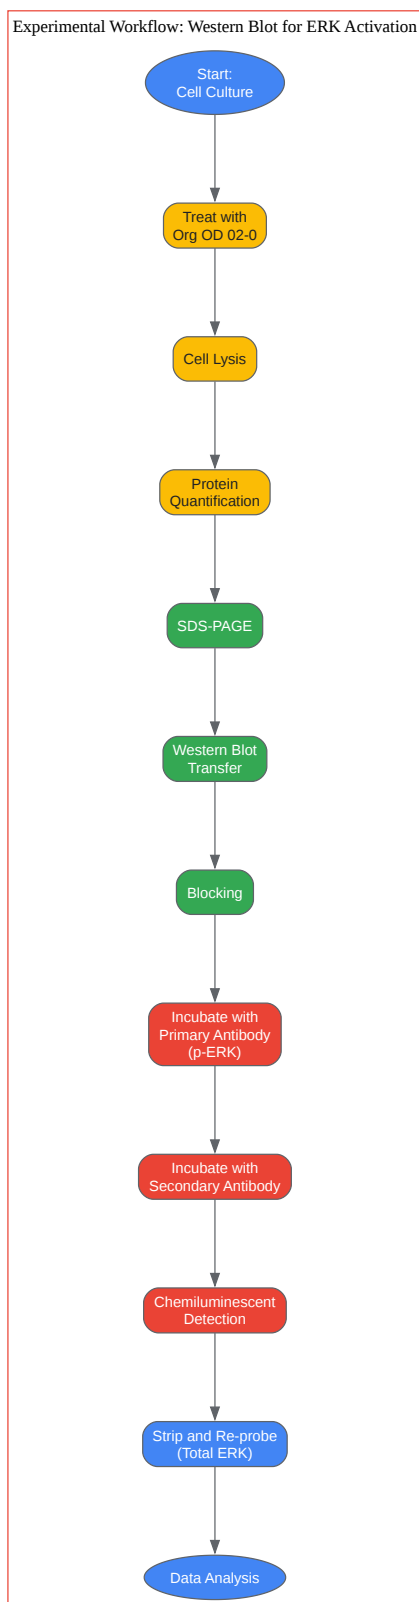 Experimental Workflow: Western Blot for ERK Activation
Start:
Cell Culture
Treat with
Org OD 02-0
Cell Lysis
Protein
Quantification
SDS-PAGE
Western Blot
Transfer
Blocking
Incubate with
Primary Antibody
(p-ERK)
Incubate with
Secondary Antibody
Chemiluminescent
Detection
Strip and Re-probe
(Total ERK)
Data Analysis